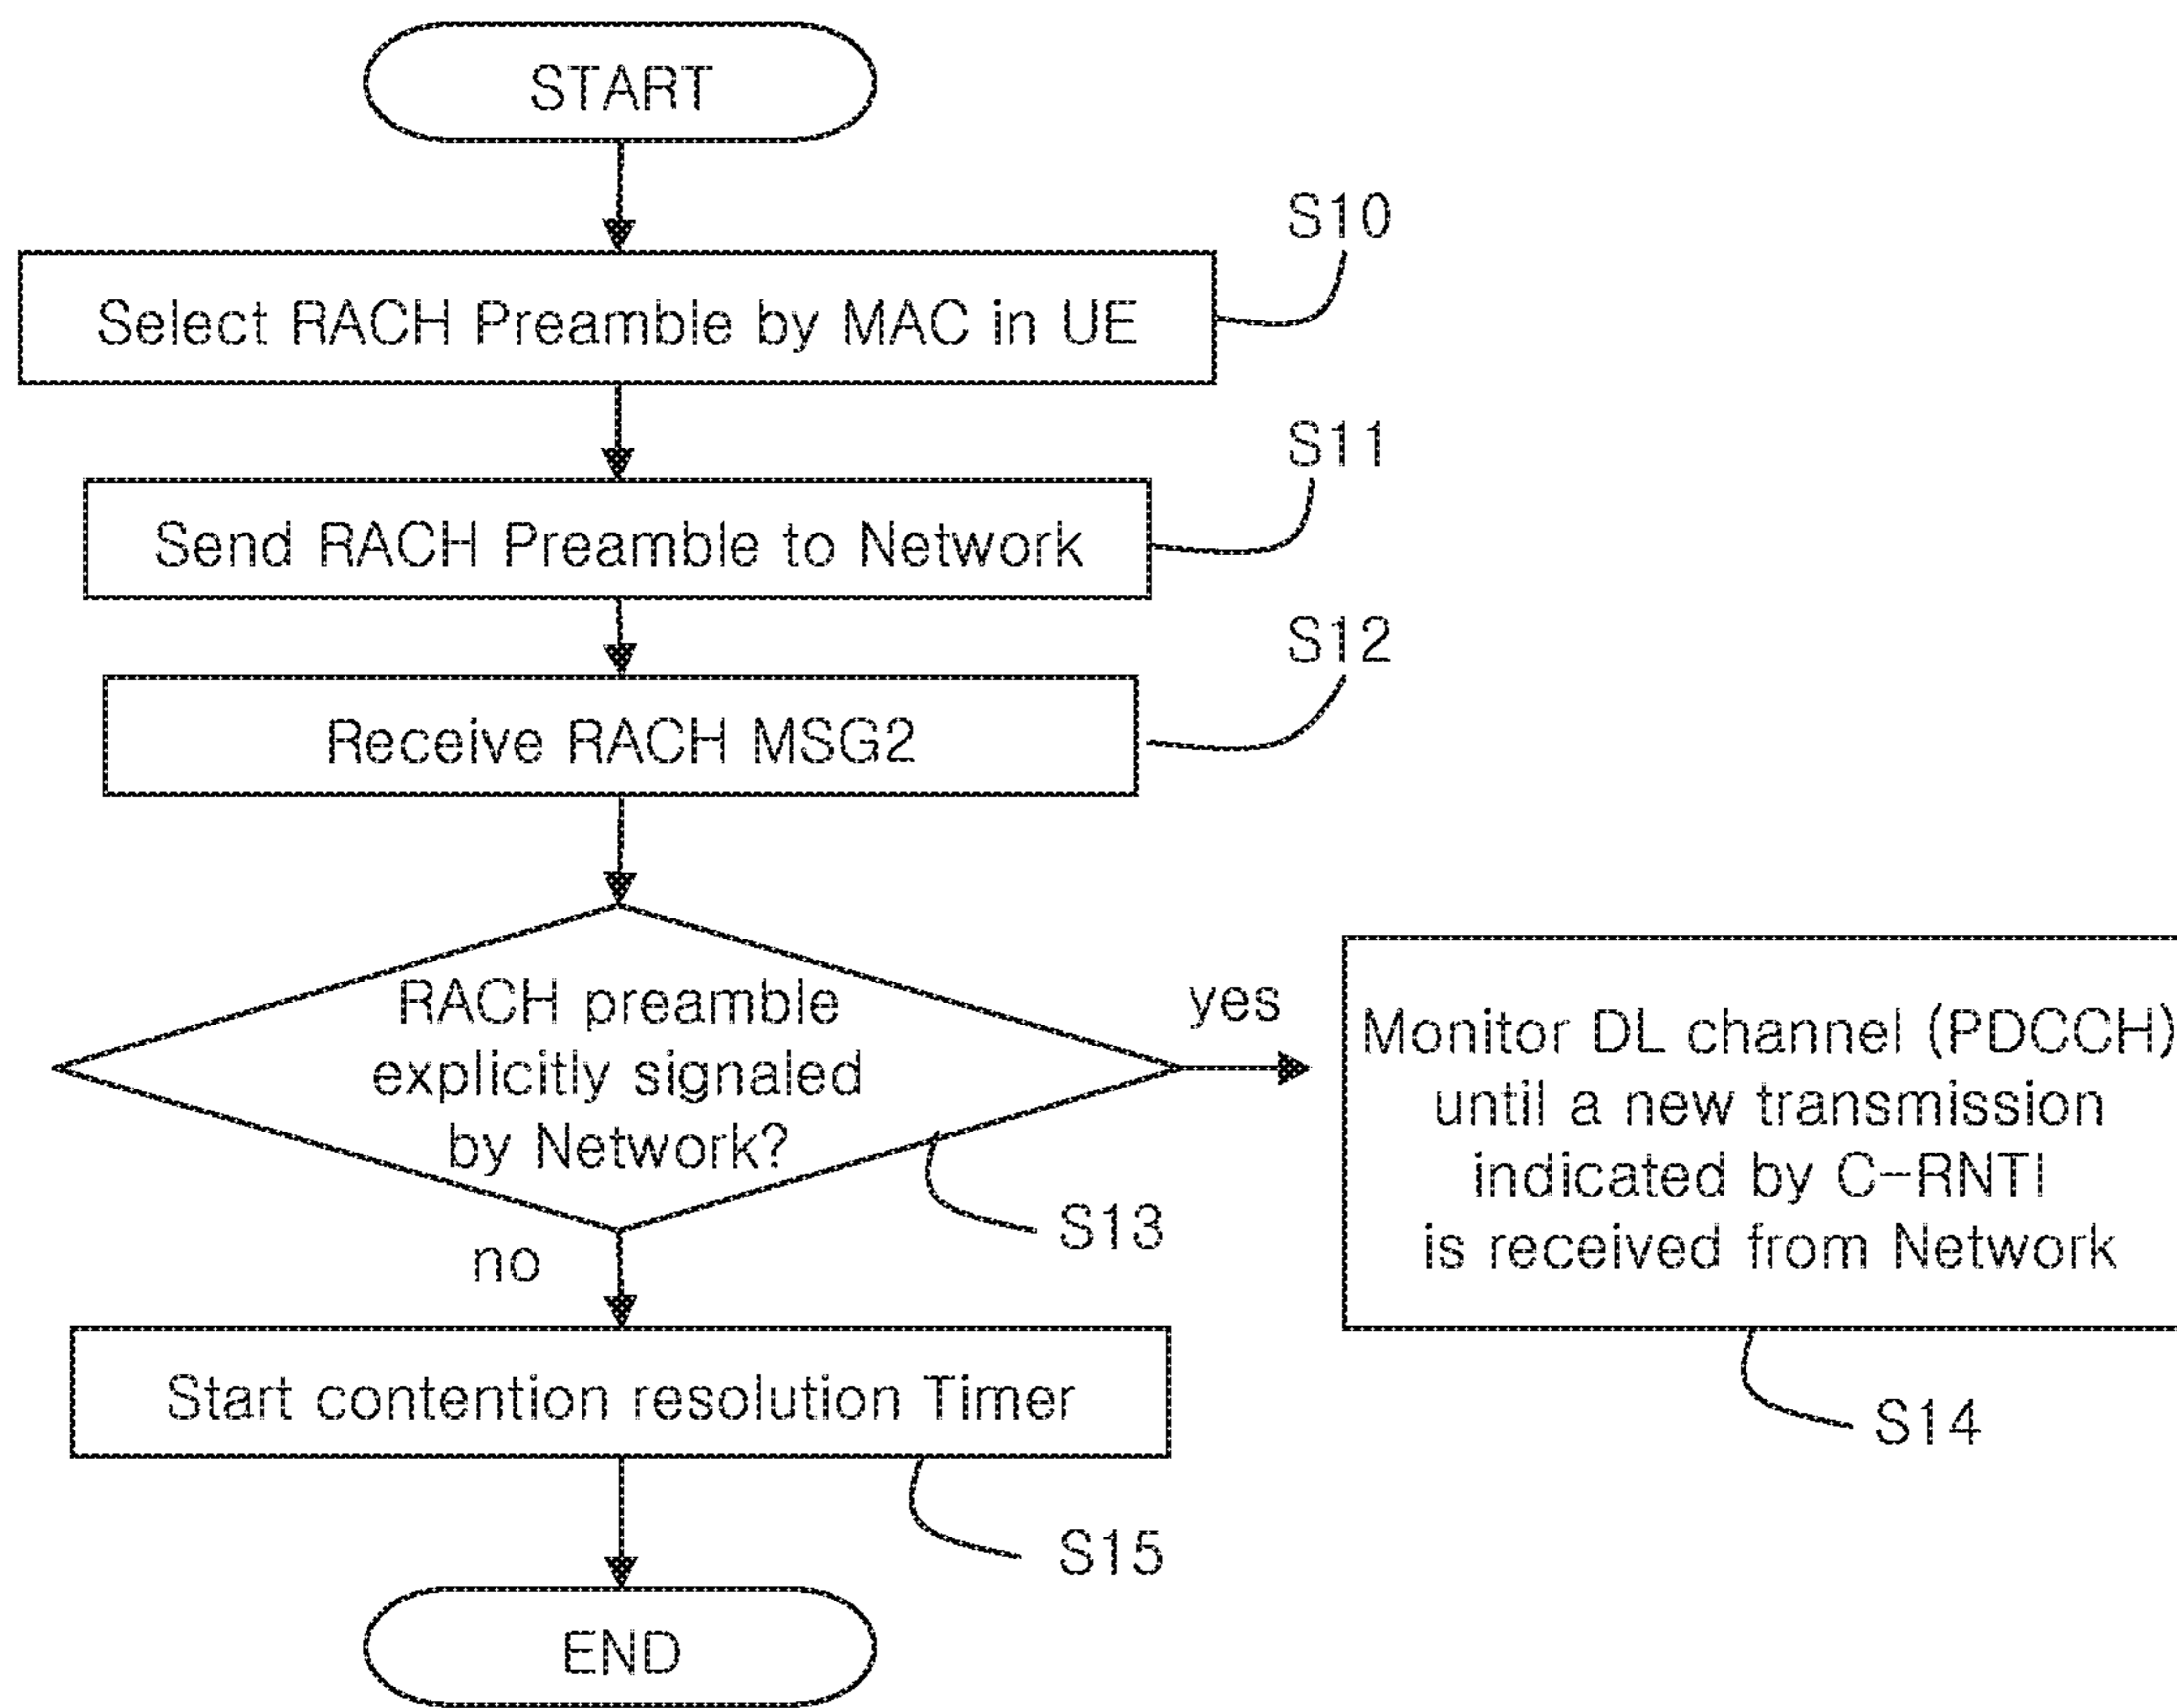 START
S10
Select RACH Preamble by MAC in UE
S11
Send RACH Preamble to Network
S12
Receive RACH MSG2
RACH preamble
explicitly signaled
by Network?
yes
Monitor DL channel (PDCCH)
until a new transmission
indicated by C-RNTI
is received from Network
S13
no
S14
Start contention resolution Timer
S15
END